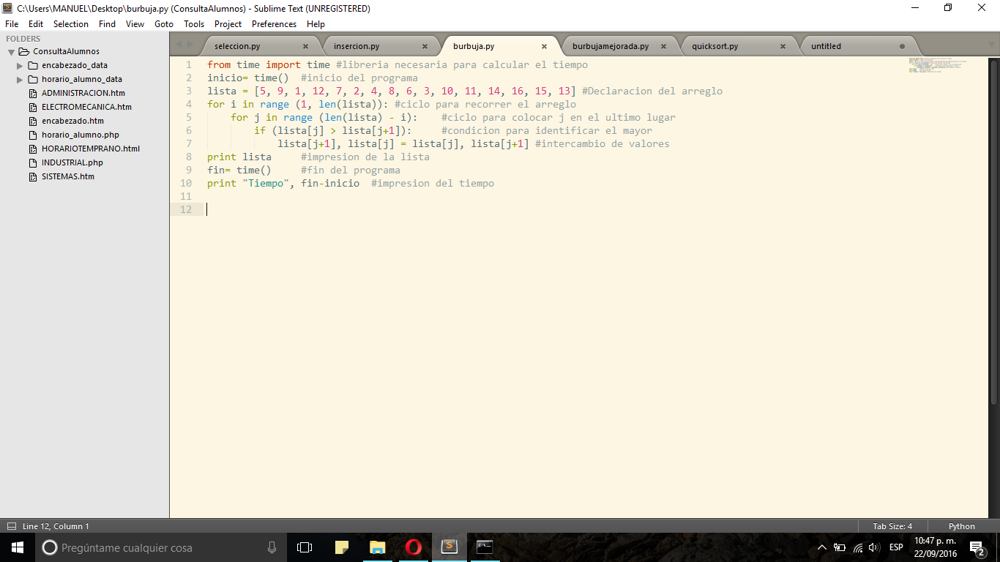 C:\Users\MANUEL\Desktop\burbuja.py (ConsultaAlumnos) - Sublime Text (UNREGISTERED)
File Edit Selection Find View Goto Tools Project Preferences Help
FOLDERS
ConsultaAlumnos
encabezado_data
horario_alumno_data
ADMINISTRACION.htm
ELECTROMECANICA.htm
encabezado.htm
horario_alumno.php
HORARIOTEMPRANO.html
INDUSTRIAL.php
SISTEMAS.htm
seleccion.py insercion.py burbuja.py burbujamejorada.py quicksort.py untitled
1 from time import time #libreria necesaria para calcular el tiempo
2 inicio= time()  #inicio del programa
3 lista = [5, 9, 1, 12, 7, 2, 4, 8, 6, 3, 10, 11, 14, 16, 15, 13] #Declaracion del arreglo
4 for i in range (1, len(lista)): #ciclo para recorrer el arreglo
5     for j in range (len(lista) - i):    #ciclo para colocar j en el ultimo lugar
6         if (lista[j] > lista[j+1]):     #condicion para identificar el mayor
7             lista[j+1], lista[j] = lista[j], lista[j+1] #intercambio de valores
8 print lista     #impresion de la lista
9 fin= time()     #fin del programa
10 print "Tiempo", fin-inicio  #impresion del tiempo
11
12
Line 12, Column 1 Tab Size: 4 Python
Pregúntame cualquier cosa ESP 10:47 p. m.
22/09/2016 2